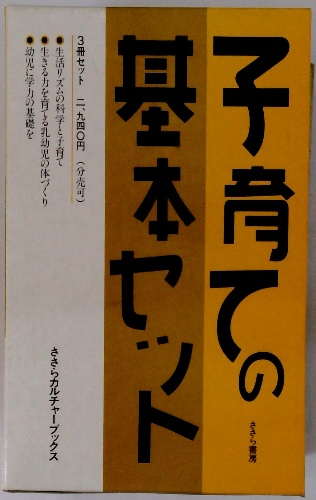 子育ての
ささら書房
基本セット
3冊セット 二、九四〇円 （分売可）
●生活リズムの科学と子育て
●生きる力を育てる乳幼児の体づくり
●幼児に学力の基礎を
ささらカルチャーブックス